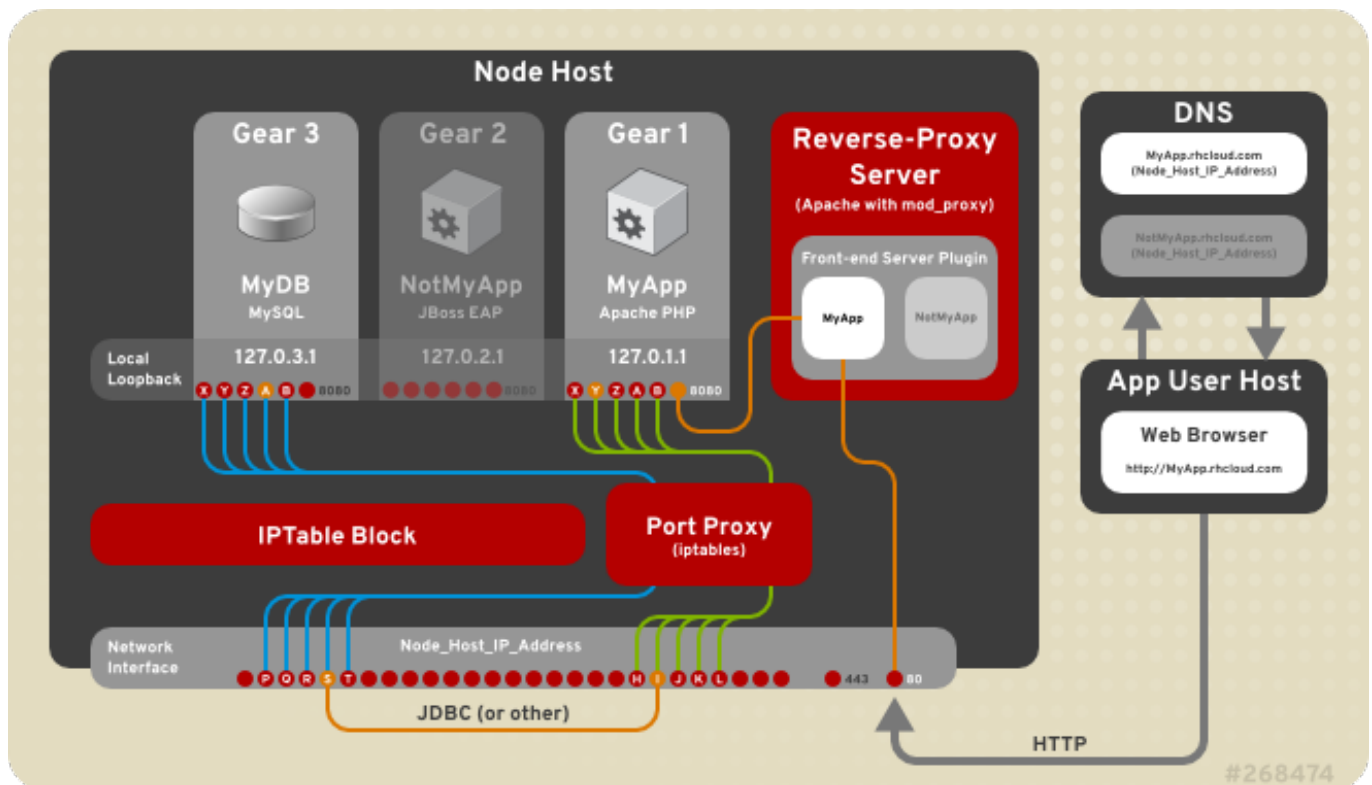 Node Host
Gear 3
Gear 2
Gear 1
MyDB
MySQL
NotMyApp
JBoss EAP
MyApp
Apache PHP
Local
Loopback
127.0.3.1
127.0.2.1
127.0.1.1
X Y Z A B 8080
8080
X Y Z A B 8080
Reverse-Proxy
Server
(Apache with mod_proxy)
Front-end Server Plugin
MyApp
NotMyApp
IPTable Block
Port Proxy
(iptables)
Network
Interface
Node_Host_IP_Address
P Q R S T H I J K L 443 80
JDBC (or other)
DNS
MyApp.rhcloud.com
(Node_Host_IP_Address)
NotMyApp.rhcloud.com
(Node_Host_IP_Address)
App User Host
Web Browser
http://MyApp.rhcloud.com
HTTP
#268474